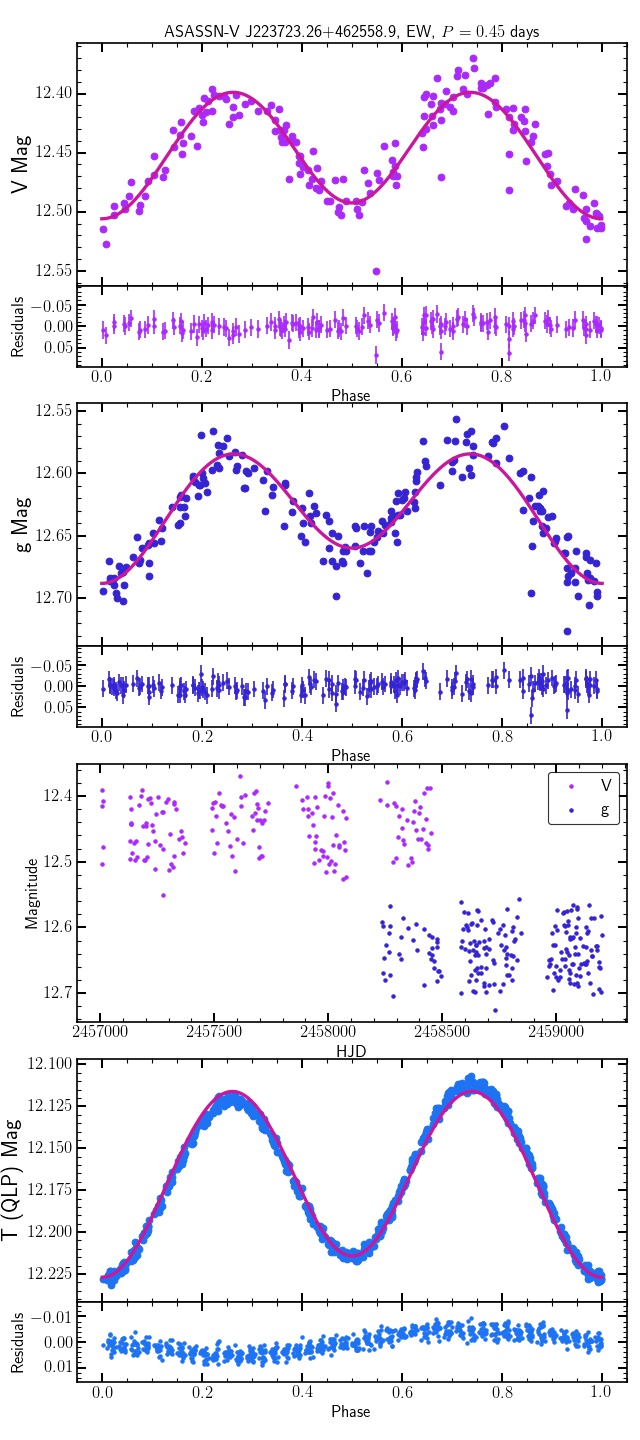 ASASSN-V J223723.26+462558.9, EW, P = 0.45 days
V Mag
12.40
12.45
12.50
12.55
Residuals
−0.05
0.00
0.05
0.0 0.2 0.4 0.6 0.8 1.0
Phase
g Mag
12.55
12.60
12.65
12.70
Residuals
−0.05
0.00
0.05
0.0 0.2 0.4 0.6 0.8 1.0
Phase
Magnitude
12.4
12.5
12.6
12.7
V
g
2457000 2457500 2458000 2458500 2459000
HJD
T (QLP) Mag
12.100
12.125
12.150
12.175
12.200
12.225
Residuals
−0.01
0.00
0.01
0.0 0.2 0.4 0.6 0.8 1.0
Phase